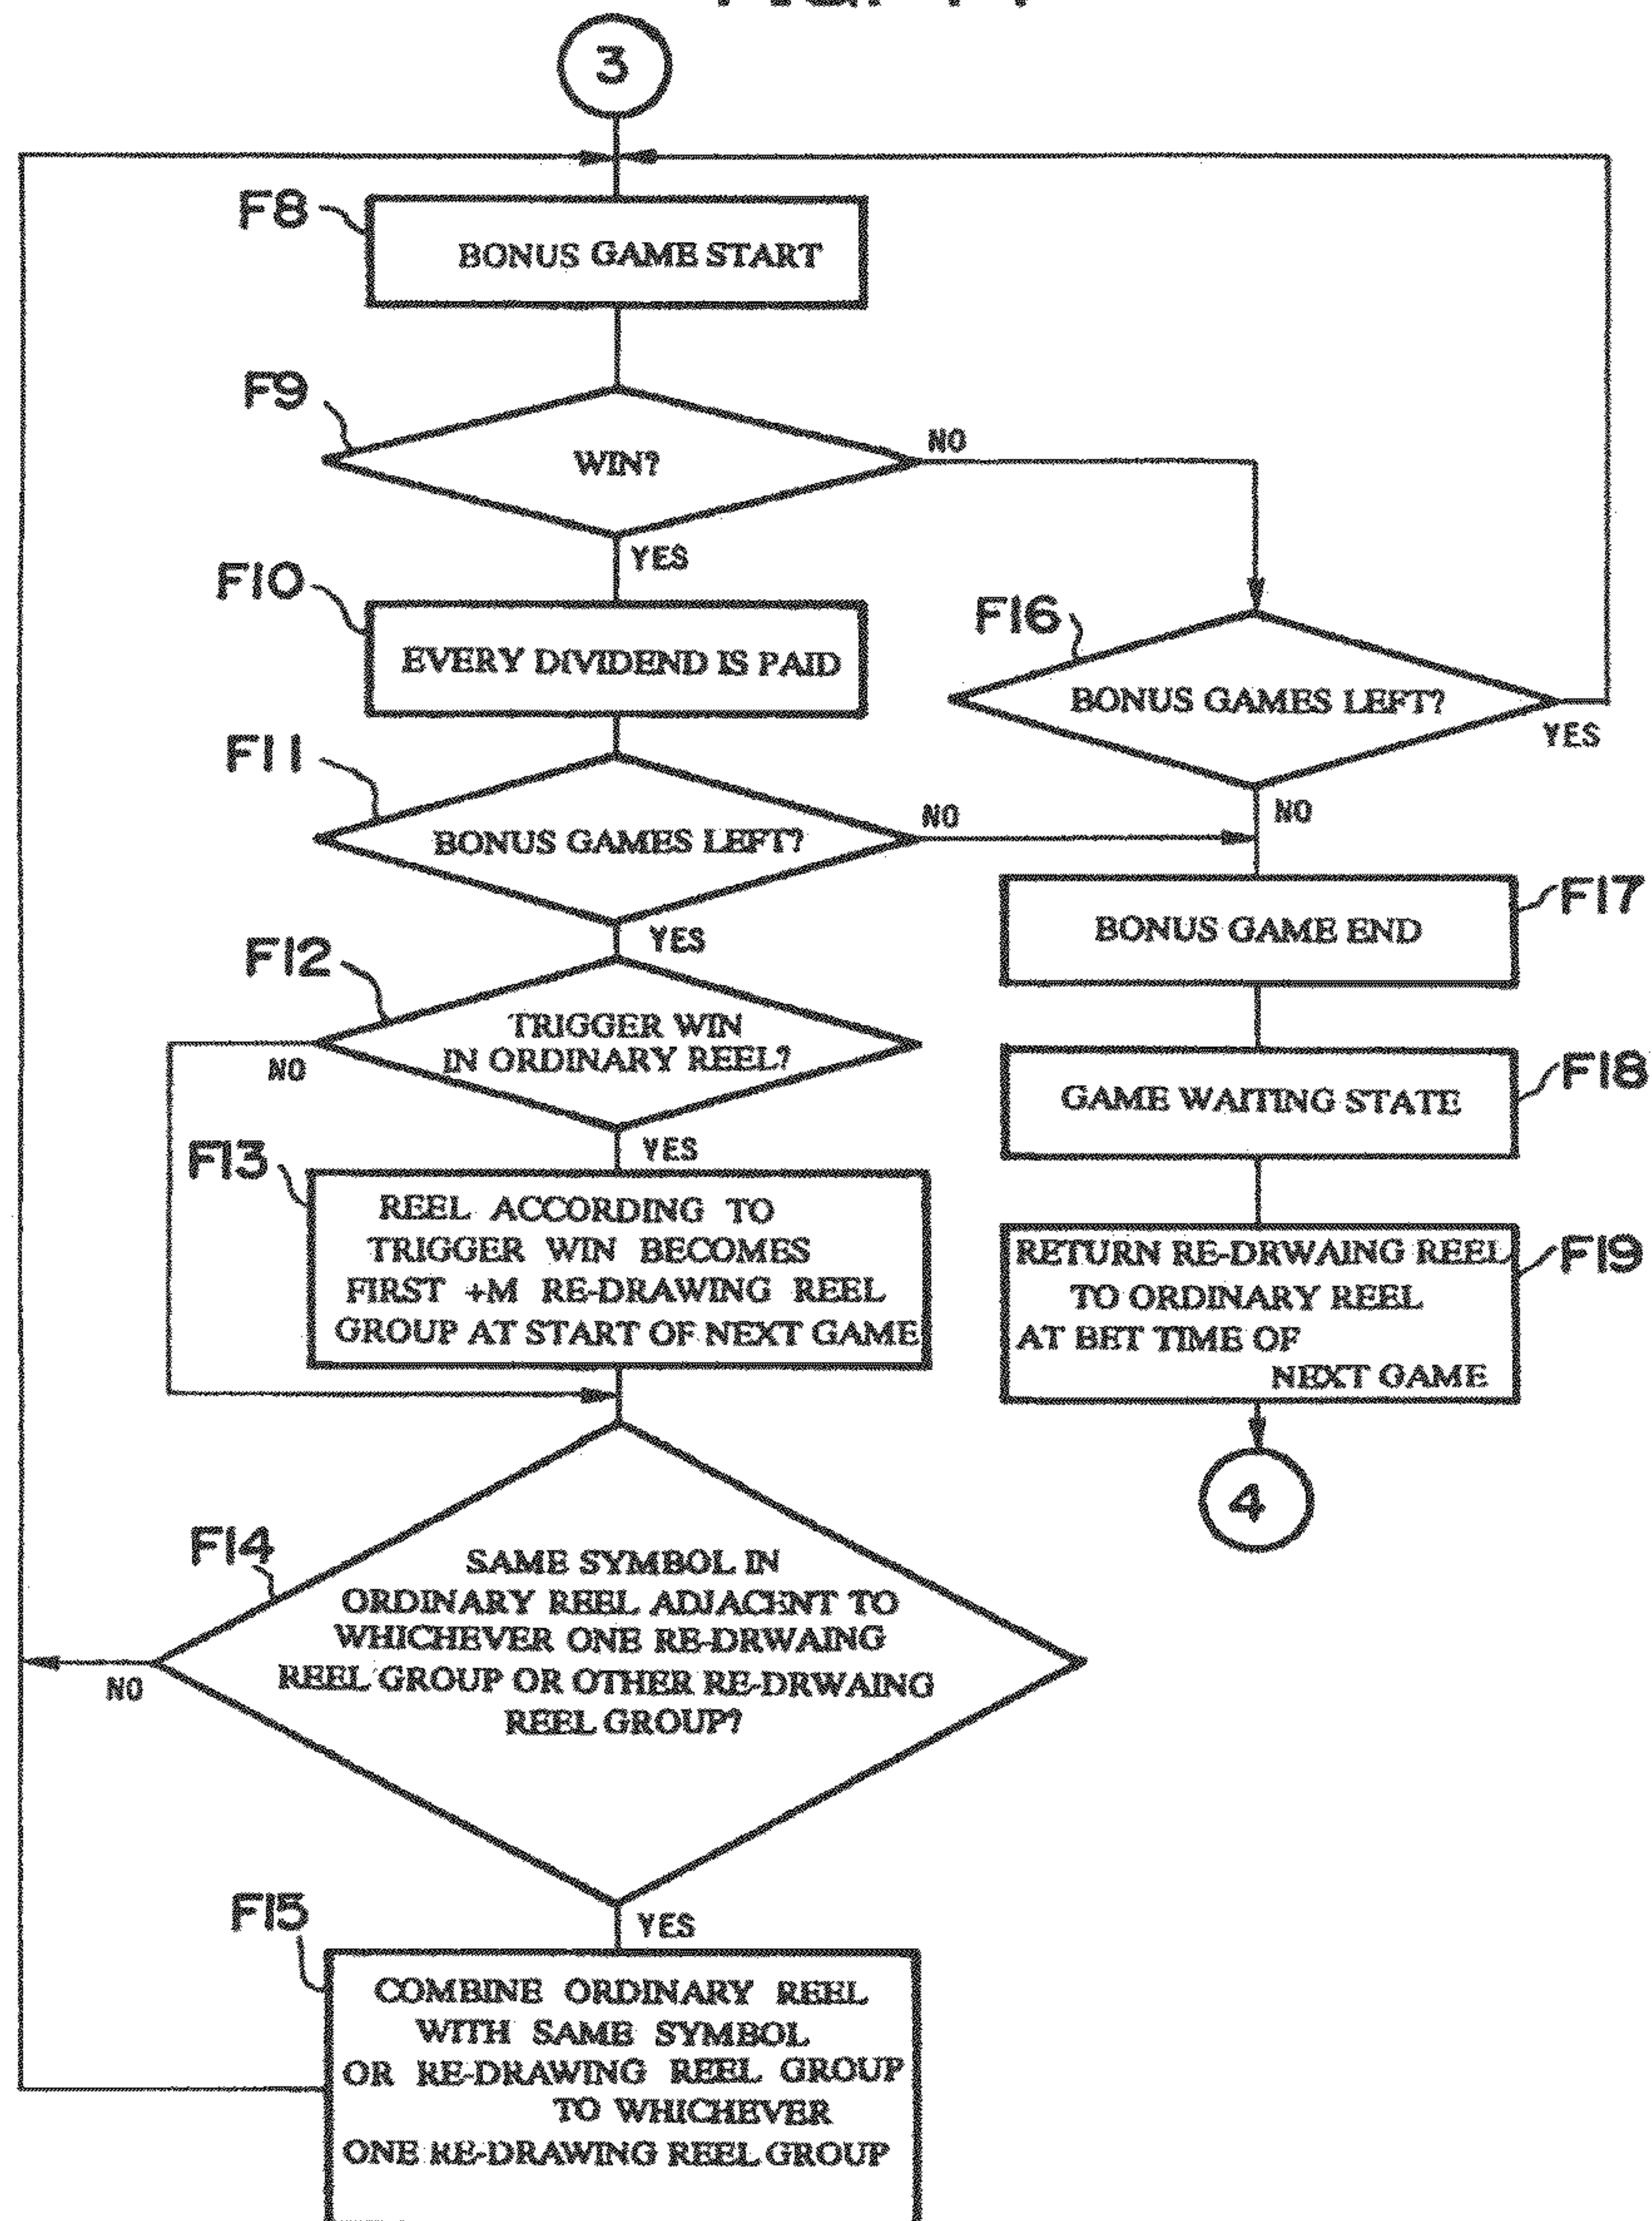 3
F8
BONUS GAME START
F9
WIN?
NO
YES
F10
EVERY DIVIDEND IS PAID
F16
BONUS GAMES LEFT?
YES
NO
F11
BONUS GAMES LEFT?
NO
YES
F17
BONUS GAME END
F12
TRIGGER WIN
IN ORDINARY REEL?
NO
YES
F18
GAME WAITING STATE
F13
REEL ACCORDING TO
TRIGGER WIN BECOMES
FIRST +M RE-DRAWING REEL
GROUP AT START OF NEXT GAME
F19
RETURN RE-DRWAING REEL
TO ORDINARY REEL
AT BET TIME OF
NEXT GAME
4
F14
SAME SYMBOL IN
ORDINARY REEL ADJACENT TO
WHICHEVER ONE RE-DRWAING
REEL GROUP OR OTHER RE-DRWAING
REEL GROUP?
NO
YES
F15
COMBINE ORDINARY REEL
WITH SAME SYMBOL
OR RE-DRAWING REEL GROUP
TO WHICHEVER
ONE RE-DRAWING REEL GROUP